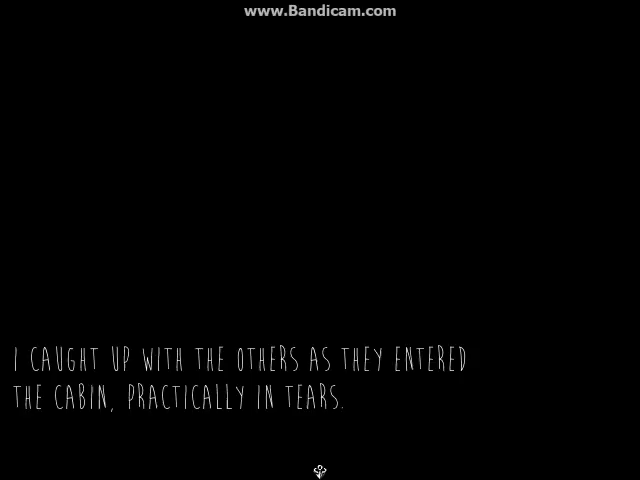 www.Bandicam.com
I CAUGHT UP WITH THE OTHERS AS THEY ENTERED
THE CABIN, PRACTICALLY IN TEARS.